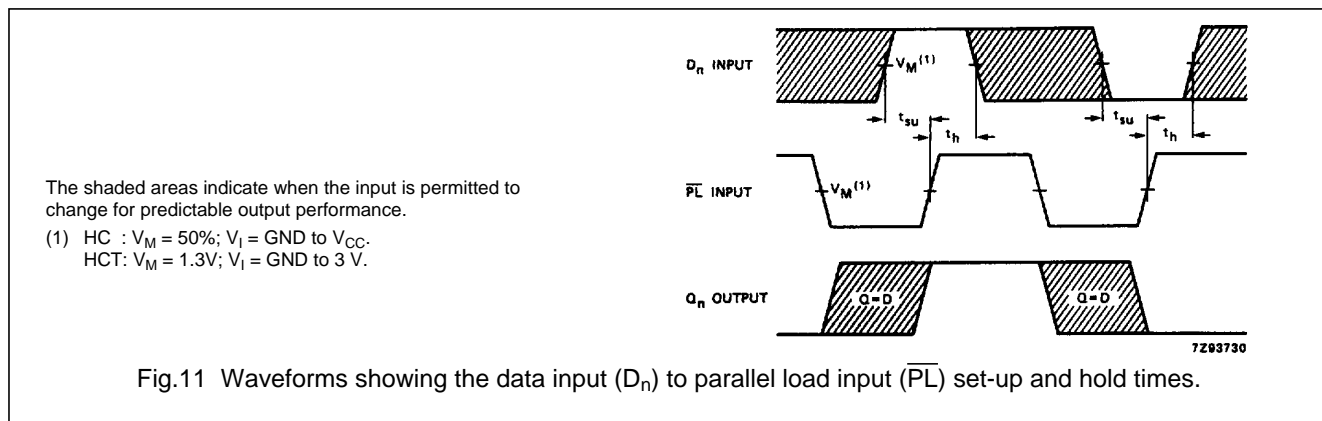 The shaded areas indicate when the input is permitted to
change for predictable output performance.
(1) HC : VM = 50%; VI = GND to VCC.
HCT: VM = 1.3V; VI = GND to 3 V.
Dn INPUT
VM(1)
tsu
th
tsu
th
PL INPUT
VM(1)
Qn OUTPUT
Q=D
Q=D
7Z93730
Fig.11 Waveforms showing the data input (Dn) to parallel load input (PL) set-up and hold times.